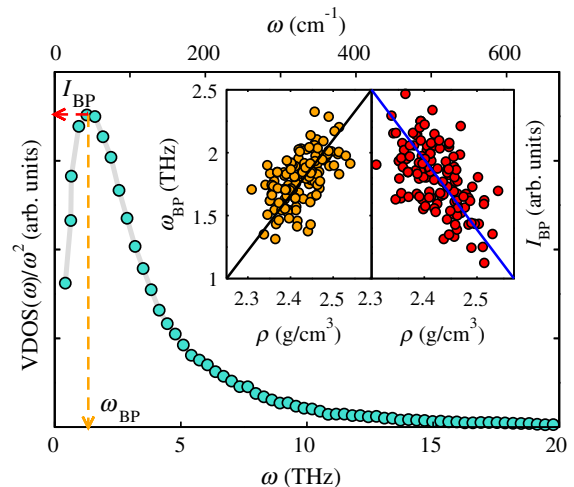 ω (cm⁻¹)
0 200 400 600
I_BP
2.5
2
1.5
1
ω_BP (THz)
I_BP (arb. units)
2.3 2.4 2.5 2.3 2.4 2.5
ρ (g/cm³) ρ (g/cm³)
VDOS(ω)/ω² (arb. units)
ω_BP
0 5 10 15 20
ω (THz)